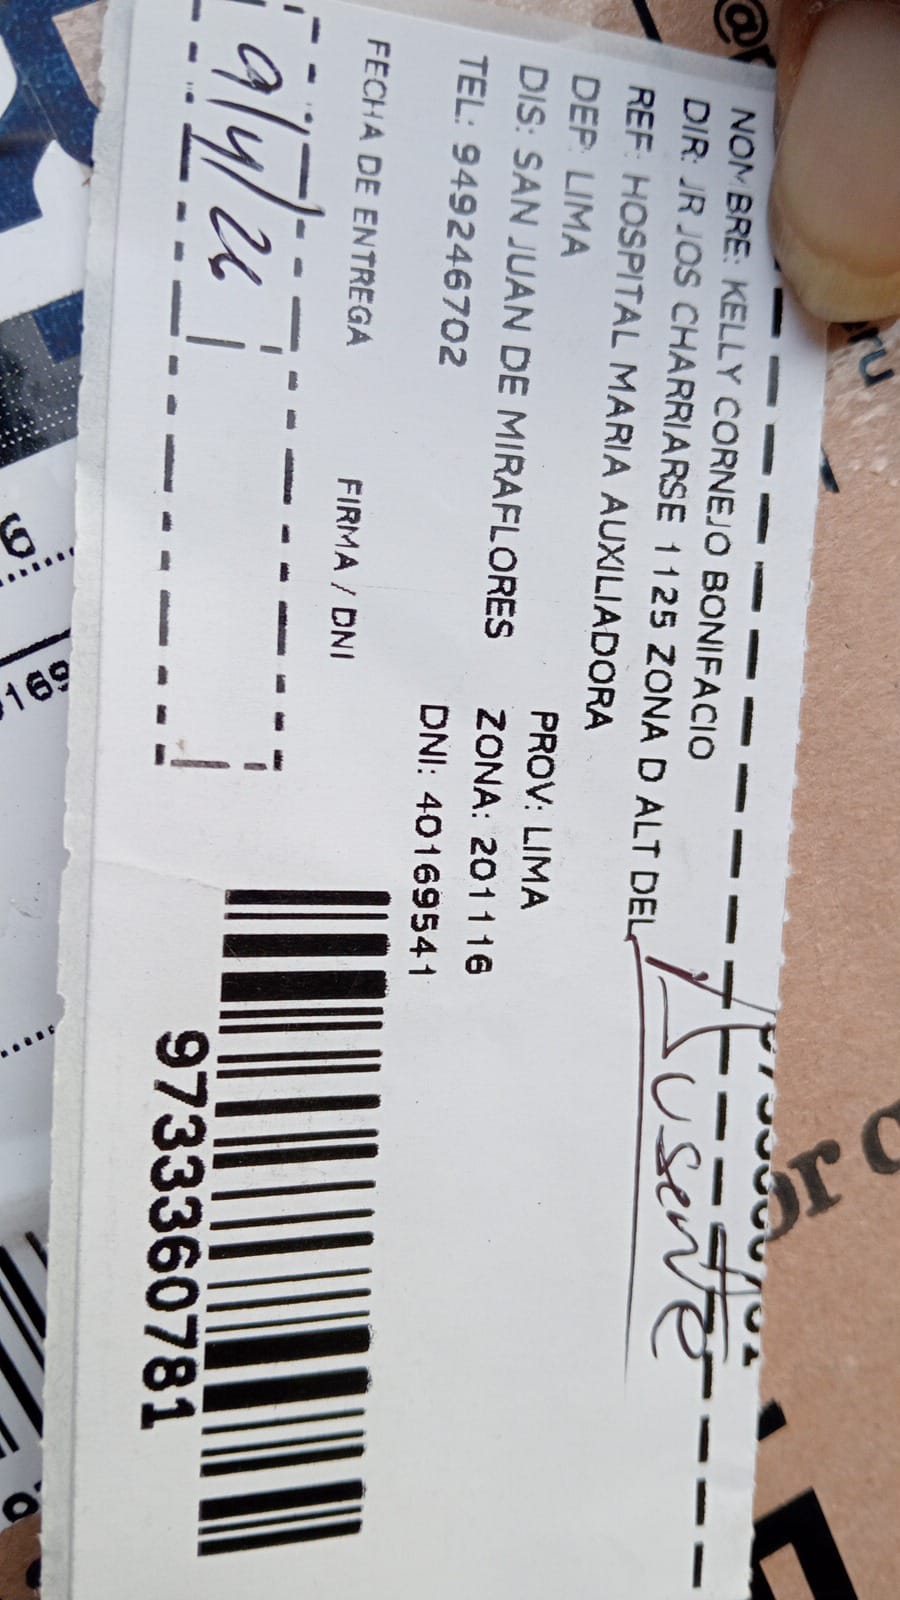 NOMBRE: KELLY CORNEJO BONIFACIO
DIR: JR JOS CHARRIARSE 1125 ZONA D ALT DEL
REF: HOSPITAL MARIA AUXILIADORA
DEP: LIMA PROV: LIMA
DIS: SAN JUAN DE MIRAFLORES ZONA: 201116
TEL: 949246702 DNI: 40169541
FECHA DE ENTREGA FIRMA / DNI
9733360781
Ausente